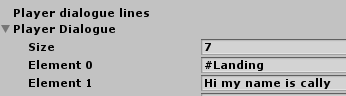 Player dialogue lines
Player Dialogue
Size 7
Element 0 #Landing
Element 1 Hi my name is cally